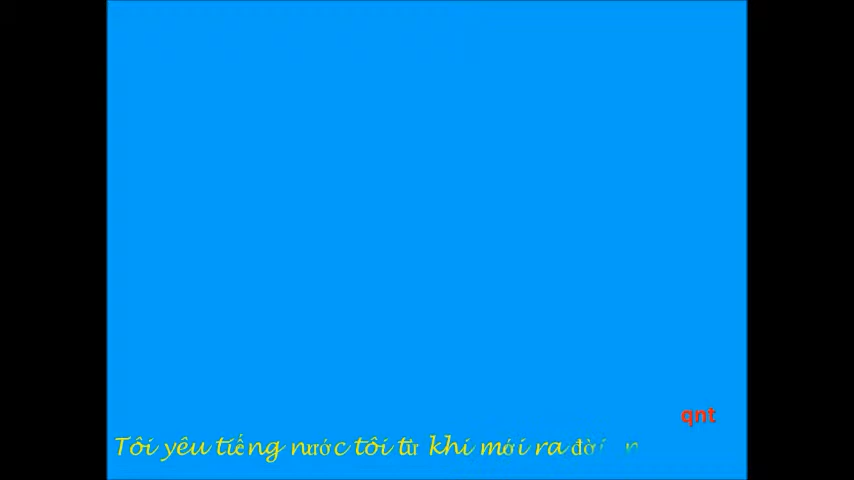 qnt
Tôi yêu tiếng nước tôi từ khi mới ra đời n